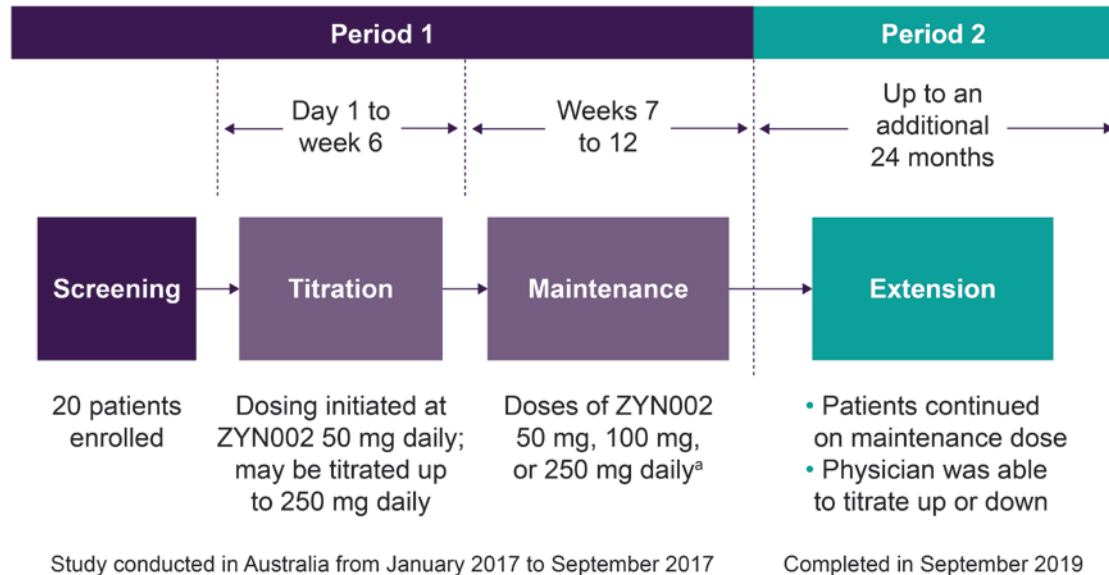 Period 1
Period 2
Day 1 to
week 6
Weeks 7
to 12
Up to an
additional
24 months
Screening
Titration
Maintenance
Extension
20 patients
enrolled
Dosing initiated at
ZYN002 50 mg daily;
may be titrated up
to 250 mg daily
Doses of ZYN002
50 mg, 100 mg,
or 250 mg dailyᵃ
• Patients continued
on maintenance dose
• Physician was able
to titrate up or down
Study conducted in Australia from January 2017 to September 2017
Completed in September 2019